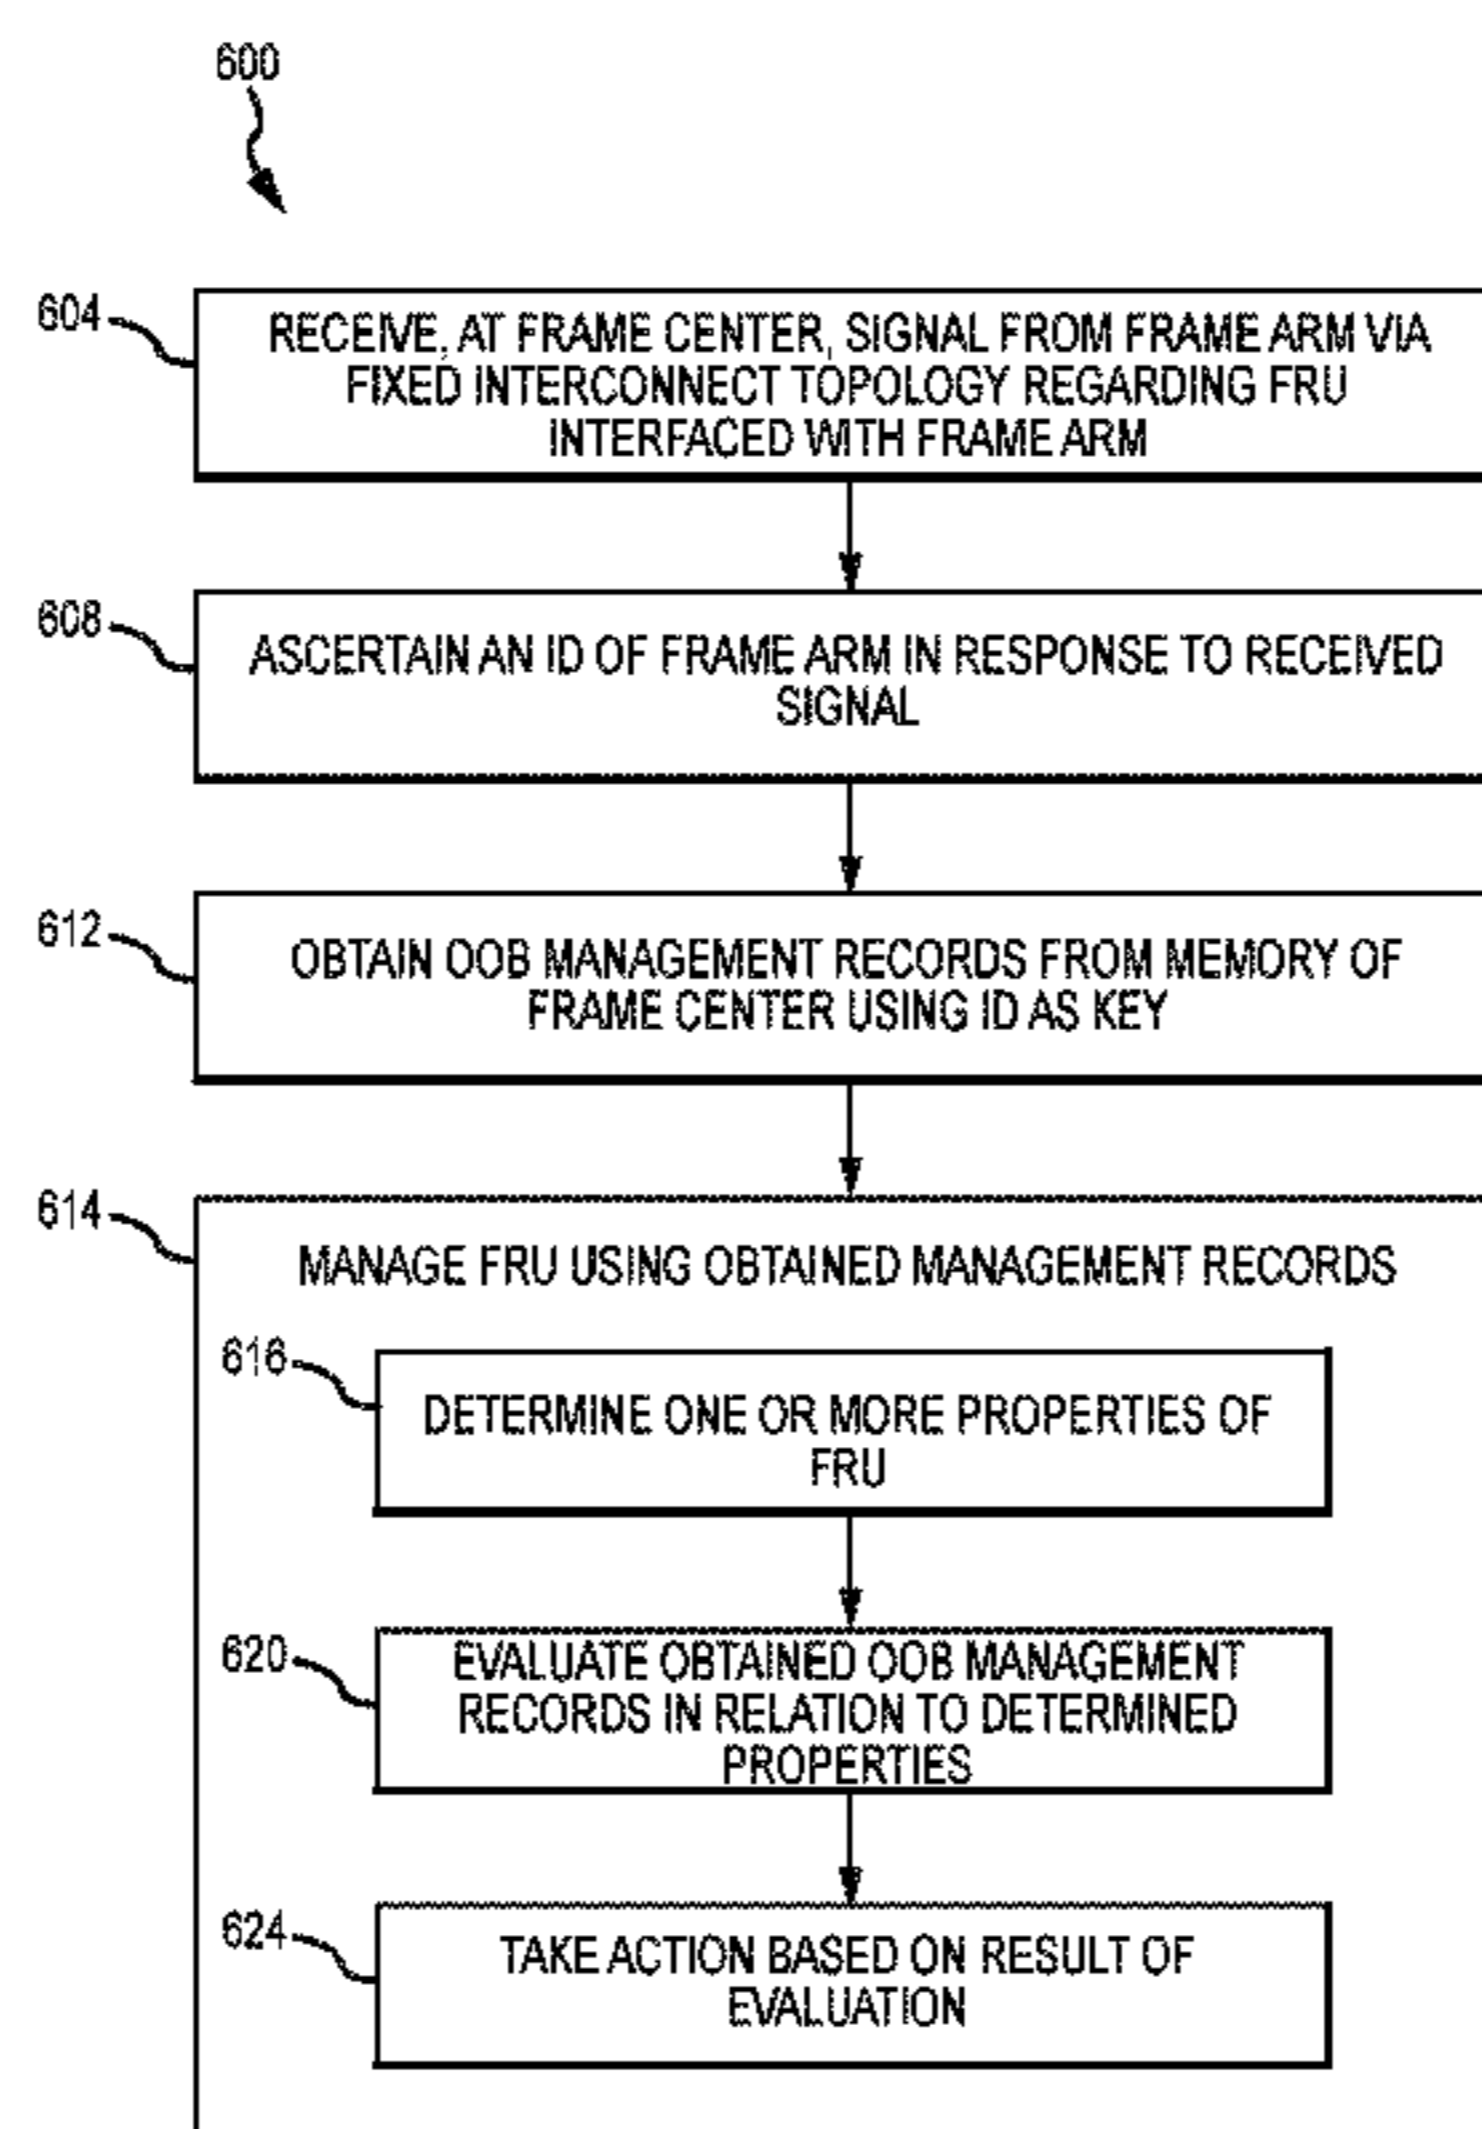 600
604
RECEIVE, AT FRAME CENTER, SIGNAL FROM FRAME ARM VIA
FIXED INTERCONNECT TOPOLOGY REGARDING FRU
INTERFACED WITH FRAME ARM
608
ASCERTAIN AN ID OF FRAME ARM IN RESPONSE TO RECEIVED
SIGNAL
612
OBTAIN OOB MANAGEMENT RECORDS FROM MEMORY OF
FRAME CENTER USING ID AS KEY
614
MANAGE FRU USING OBTAINED MANAGEMENT RECORDS
616
DETERMINE ONE OR MORE PROPERTIES OF
FRU
620
EVALUATE OBTAINED OOB MANAGEMENT
RECORDS IN RELATION TO DETERMINED
PROPERTIES
624
TAKE ACTION BASED ON RESULT OF
EVALUATION